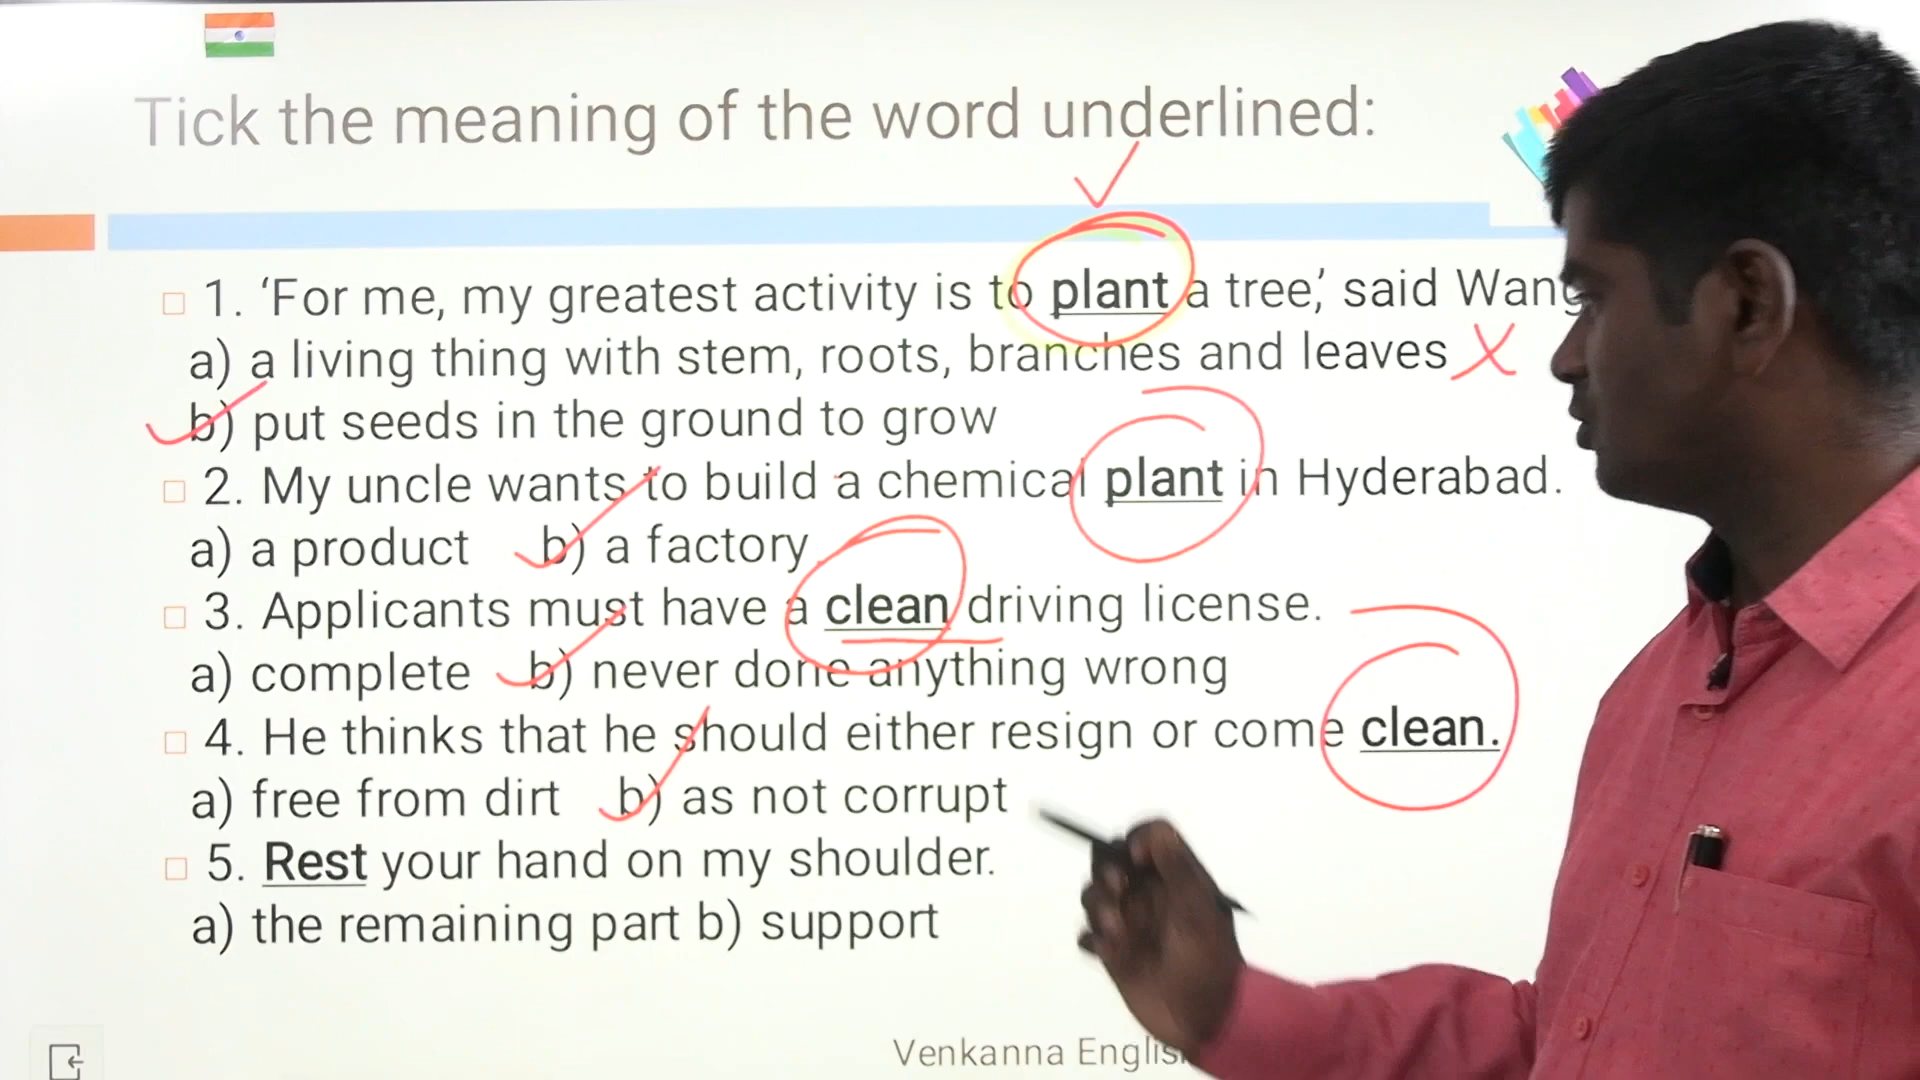 Tick the meaning of the word underlined:
1. ‘For me, my greatest activity is to plant a tree,’ said
a) a living thing with stem, roots, branches and leaves
b) put seeds in the ground to grow
2. My uncle wants to build a chemical plant in Hyderabad.
a) a product b) a factory
3. Applicants must have a clean driving license.
a) complete b) never done anything wrong
4. He thinks that he should either resign or come clean.
a) free from dirt b) as not corrupt
5. Rest your hand on my shoulder.
a) the remaining part b) support
Venkanna